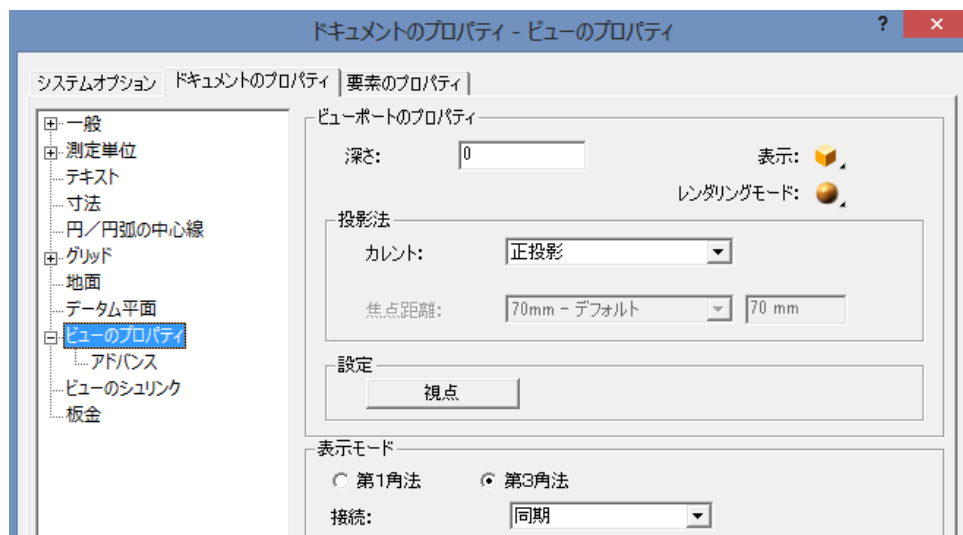 ドキュメントのプロパティ - ビューのプロパティ ? ×
システムオプション ドキュメントのプロパティ 要素のプロパティ
一般
測定単位
テキスト
寸法
円／円弧の中心線
グリッド
地面
データム平面
ビューのプロパティ
アドバンス
ビューのシュリンク
板金
ビューポートのプロパティ
深さ: 0 表示:
レンダリングモード:
投影法
カレント: 正投影
焦点距離: 70mm - デフォルト 70 mm
設定
視点
表示モード
第1角法 第3角法
接続: 同期